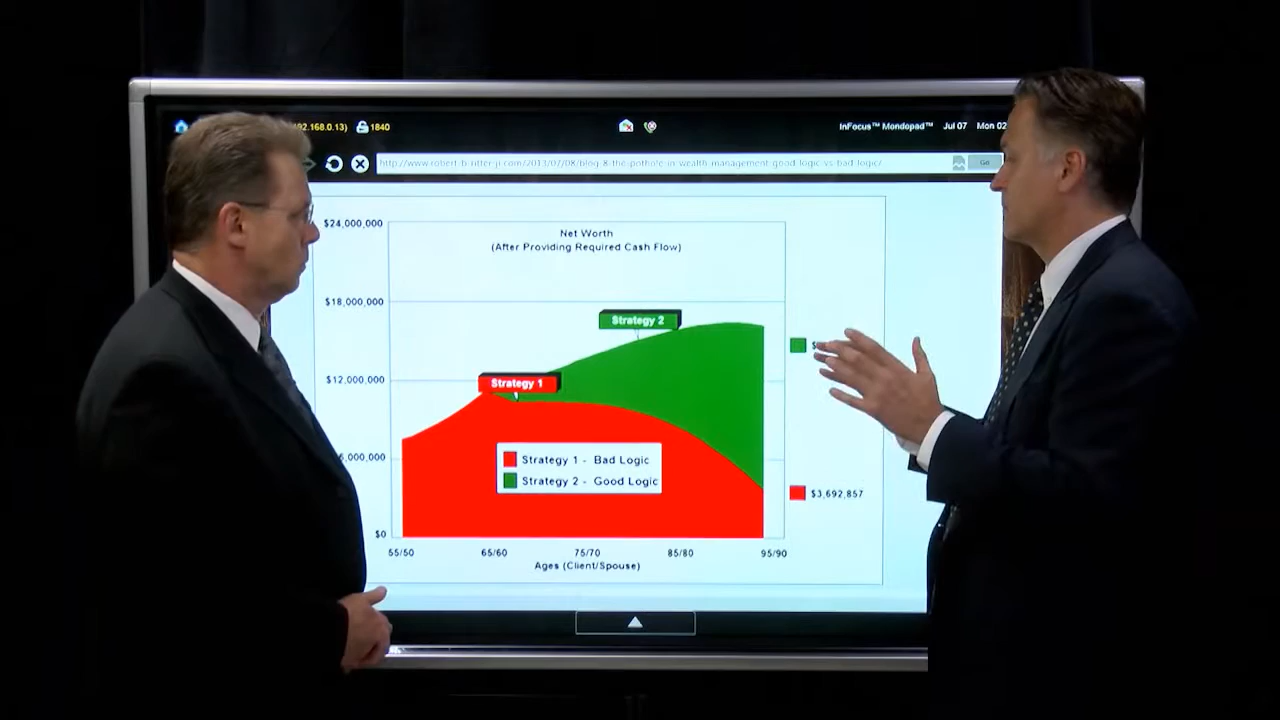 92.168.0.13) 1840 InFocus™ Mondopad™ Jul 07 Mon 02
http://www.robert-b-ritter-jr.com/2013/07/08/blog-8-the-pothole-in-wealth-management-good-logic-vs-bad-logic/ Go
Net Worth
(After Providing Required Cash Flow)
$24,000,000
$18,000,000
Strategy 2
$12,000,000
Strategy 1
6,000,000
Strategy 1 - Bad Logic
Strategy 2 - Good Logic
$3,692,857
$0
55/50 65/60 75/70 85/80 95/90
Ages (Client/Spouse)